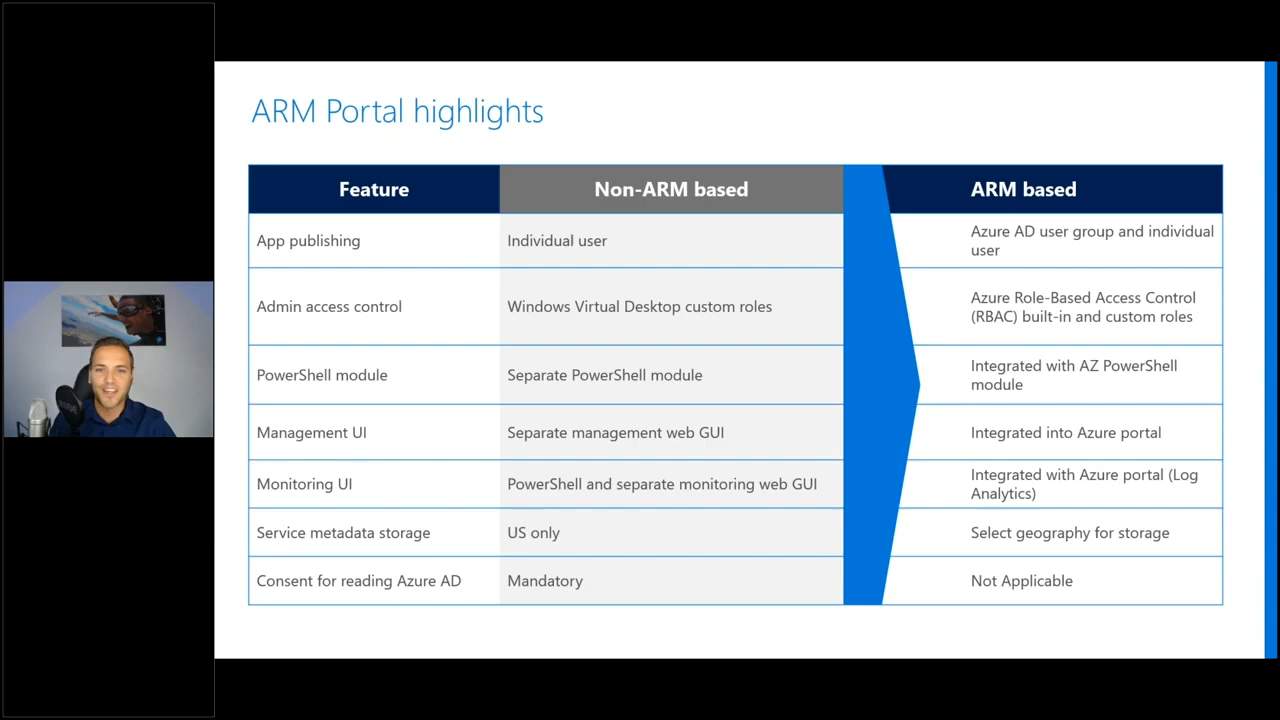 ARM Portal highlights
Feature
Non-ARM based
ARM based
App publishing
Individual user
Azure AD user group and individual
user
Admin access control
Windows Virtual Desktop custom roles
Azure Role-Based Access Control
(RBAC) built-in and custom roles
PowerShell module
Separate PowerShell module
Integrated with AZ PowerShell
module
Management UI
Separate management web GUI
Integrated into Azure portal
Monitoring UI
PowerShell and separate monitoring web GUI
Integrated with Azure portal (Log
Analytics)
Service metadata storage
US only
Select geography for storage
Consent for reading Azure AD
Mandatory
Not Applicable